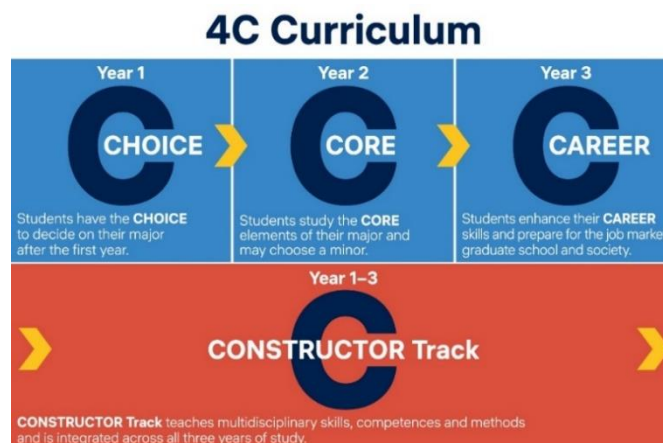 4C Curriculum
Year 1
C
CHOICE
Students have the CHOICE
to decide on their major
after the first year.
Year 2
C
CORE
Students study the CORE
elements of their major and
may choose a minor.
Year 3
C
CAREER
Students enhance their CAREER
skills and prepare for the job marke
graduate school and society.
Year 1–3
C
CONSTRUCTOR Track
CONSTRUCTOR Track teaches multidisciplinary skills, competences and methods
and is integrated across all three years of study.